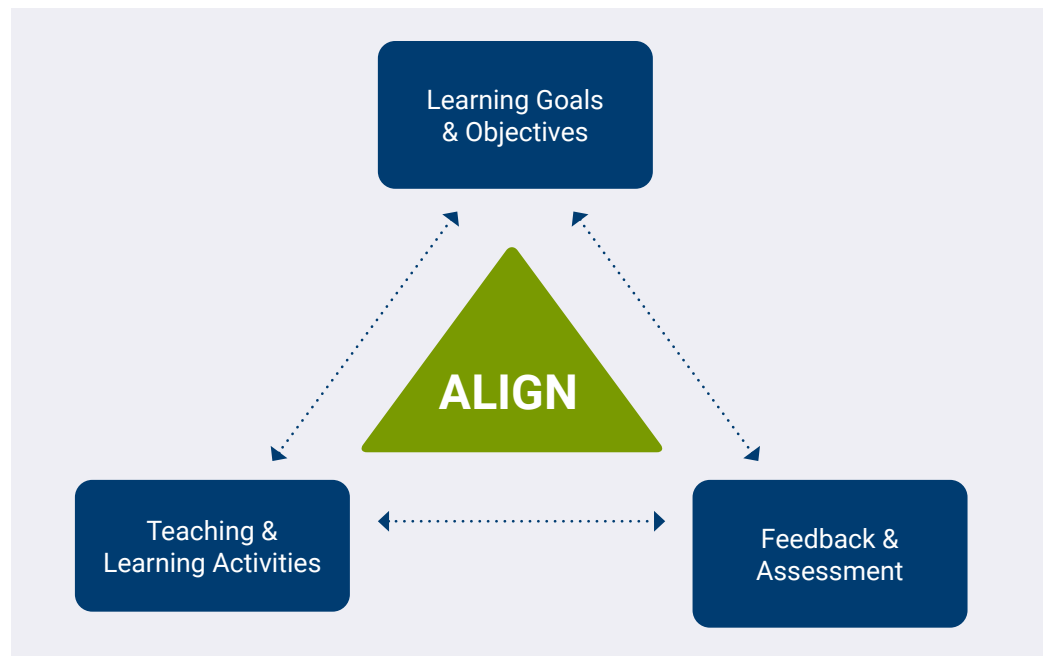 Learning Goals
& Objectives
ALIGN
Teaching &
Learning Activities
Feedback &
Assessment